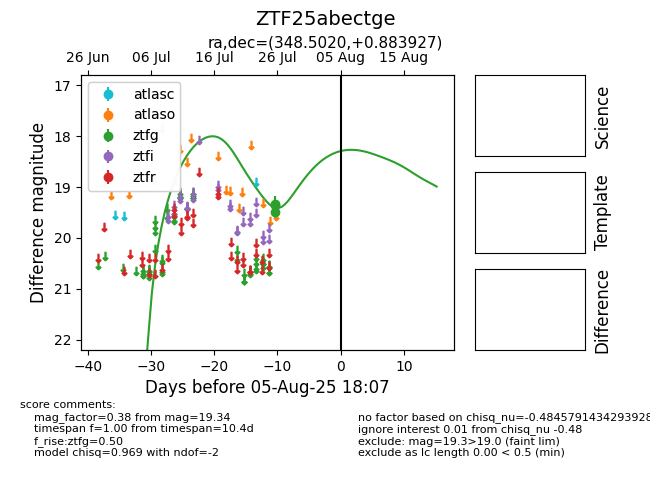 ZTF25abectge
ra,dec=(348.5020,+0.883927)
26 Jun 06 Jul 16 Jul 26 Jul 05 Aug 15 Aug
17
18
19
20
21
22
Difference magnitude
atlasc
atlaso
ztfg
ztfi
ztfr
−40 −30 −20 −10 0 10
Days before 05-Aug-25 18:07
Science
Template
Difference
score comments:
mag_factor=0.38 from mag=19.34
timespan f=1.00 from timespan=10.4d
f_rise:ztfg=0.50
model chisq=0.969 with ndof=-2
no factor based on chisq_nu=-0.4845791434293928
ignore interest 0.01 from chisq_nu -0.48
exclude: mag=19.3>19.0 (faint lim)
exclude as lc length 0.00 < 0.5 (min)